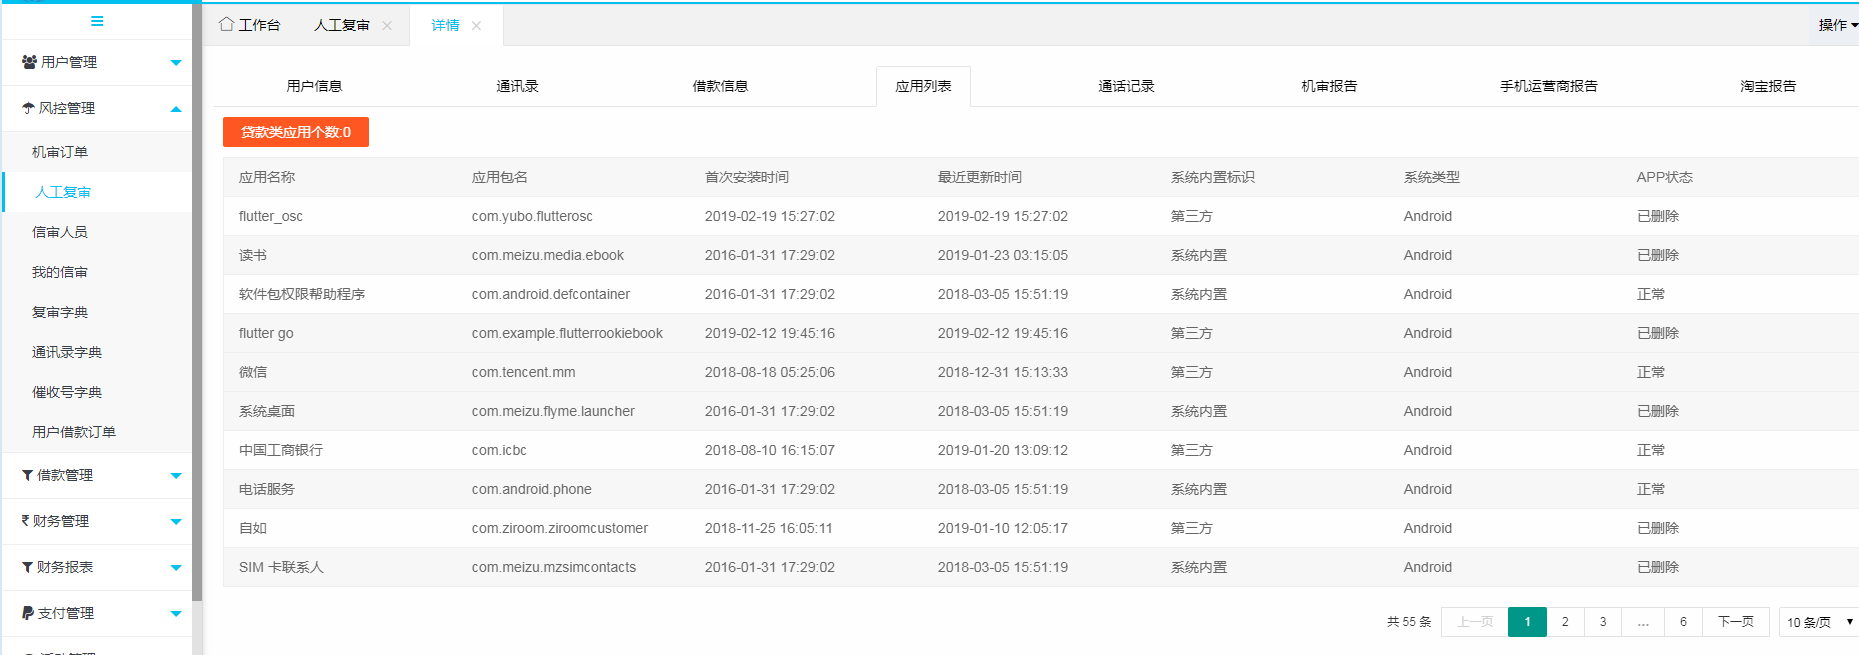 工作台 人工复审 详情 操作
用户管理
风控管理
机审订单
人工复审
信审人员
我的信审
复审字典
通讯录字典
催收号字典
用户借款订单
借款管理
财务管理
财务报表
支付管理
用户信息 通讯录 借款信息 应用列表 通话记录 机审报告 手机运营商报告 淘宝报告
贷款类应用个数:0
应用名称 应用包名 首次安装时间 最近更新时间 系统内置标识 系统类型 APP状态
flutter_osc com.yubo.flutterosc 2019-02-19 15:27:02 2019-02-19 15:27:02 第三方 Android 已删除
读书 com.meizu.media.ebook 2016-01-31 17:29:02 2019-01-23 03:15:05 系统内置 Android 已删除
软件包权限帮助程序 com.android.defcontainer 2016-01-31 17:29:02 2018-03-05 15:51:19 系统内置 Android 正常
flutter go com.example.flutterrookiebook 2019-02-12 19:45:16 2019-02-12 19:45:16 第三方 Android 已删除
微信 com.tencent.mm 2018-08-18 05:25:06 2018-12-31 15:13:33 第三方 Android 正常
系统桌面 com.meizu.flyme.launcher 2016-01-31 17:29:02 2018-03-05 15:51:19 系统内置 Android 已删除
中国工商银行 com.icbc 2018-08-10 16:15:07 2019-01-20 13:09:12 第三方 Android 正常
电话服务 com.android.phone 2016-01-31 17:29:02 2018-03-05 15:51:19 系统内置 Android 正常
自如 com.ziroom.ziroomcustomer 2018-11-25 16:05:11 2019-01-10 12:05:17 第三方 Android 已删除
SIM 卡联系人 com.meizu.mzsimcontacts 2016-01-31 17:29:02 2018-03-05 15:51:19 系统内置 Android 已删除
共 55 条 上一页 1 2 3 ... 6 下一页 10 条/页